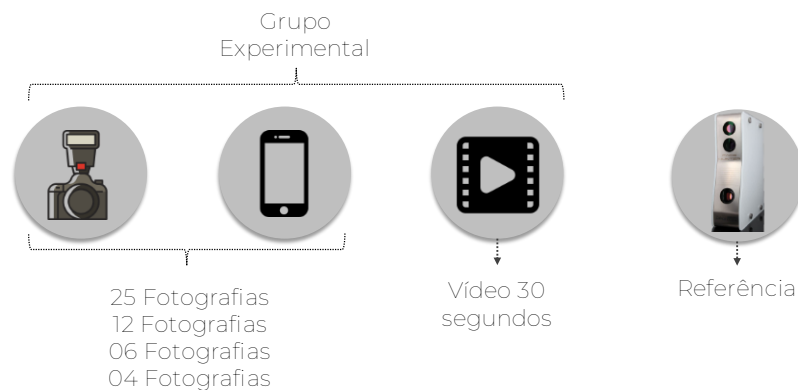 Grupo
Experimental
25 Fotografias
12 Fotografias
06 Fotografias
04 Fotografias
Vídeo 30
segundos
Referência